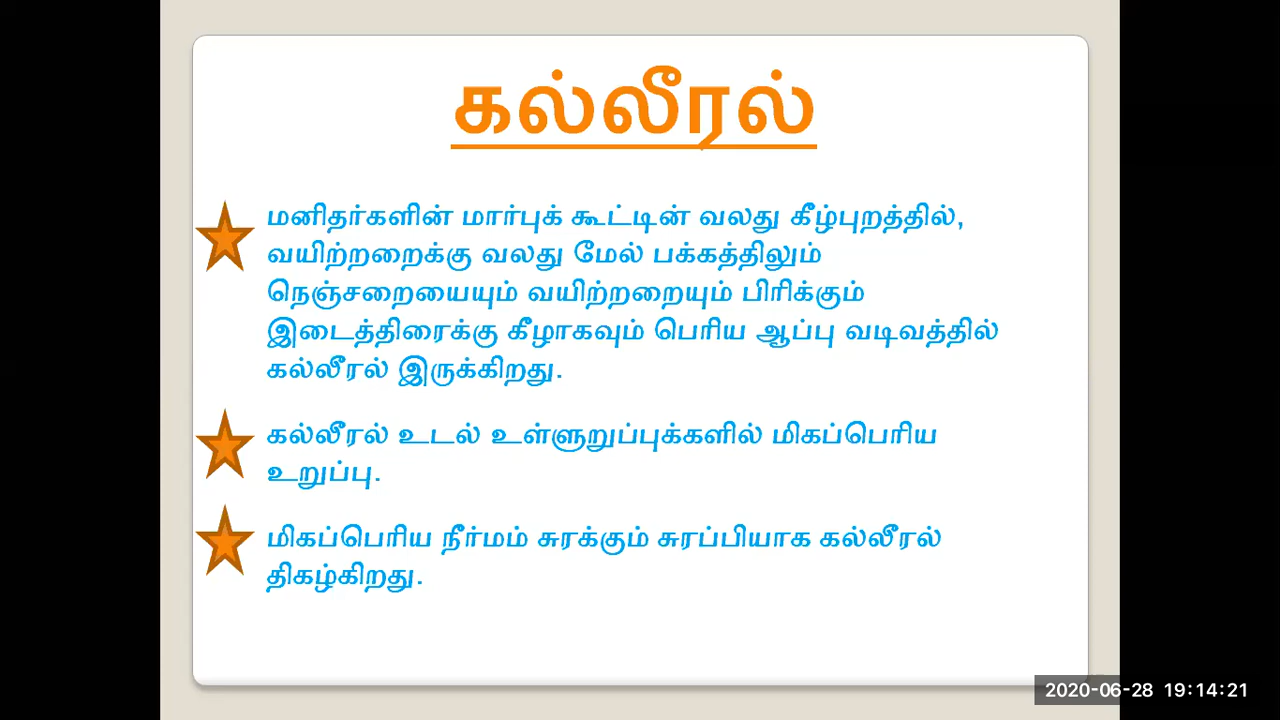 கல்லீரல்
மனிதர்களின் மார்புக் கூட்டின் வலது கீழ்புறத்தில்,
வயிற்றறைக்கு வலது மேல் பக்கத்திலும்
நெஞ்சறையையும் வயிற்றறையும் பிரிக்கும்
இடைத்திரைக்கு கீழாகவும் பெரிய ஆப்பு வடிவத்தில்
கல்லீரல் இருக்கிறது.
கல்லீரல் உடல் உள்ளுறுப்புக்களில் மிகப்பெரிய
உறுப்பு.
மிகப்பெரிய நீர்மம் சுரக்கும் சுரப்பியாக கல்லீரல்
திகழ்கிறது.
2020-06-28 19:14:21